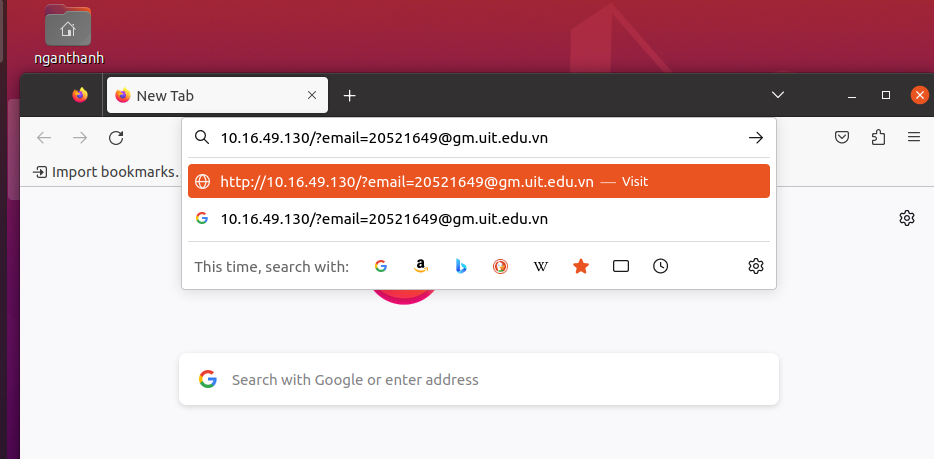 nganthanh
New Tab
10.16.49.130/?email=20521649@gm.uit.edu.vn
Import bookmarks.
http://10.16.49.130/?email=20521649@gm.uit.edu.vn — Visit
10.16.49.130/?email=20521649@gm.uit.edu.vn
This time, search with:
Search with Google or enter address